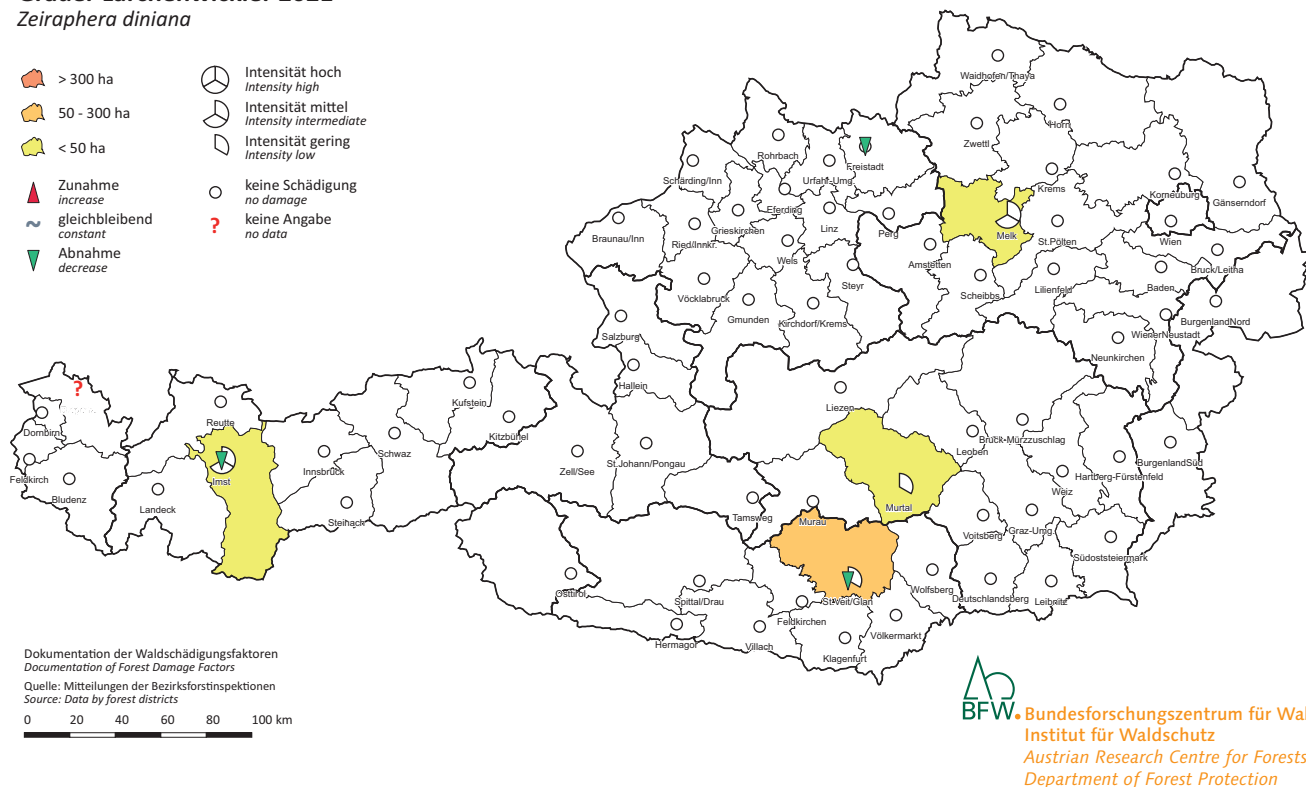 Zeiraphera diniana
> 300 ha
50 - 300 ha
< 50 ha
Zunahme
increase
gleichbleibend
constant
Abnahme
decrease
Intensität hoch
Intensity high
Intensität mittel
Intensity intermediate
Intensität gering
Intensity low
keine Schädigung
no damage
?
keine Angabe
no data
Waidhofen/Thaya
Horn
Zwettl
Rohrbach
Freistadt
Schärding/Inn
Urfahr-Umg.
Krems
Korneuburg
Gänserndorf
Eferding
Grieskirchen
Linz
Perg
Melk
St.Pölten
Wien
Braunau/Inn
Ried/Innkr.
Wels
Amstetten
Bruck/Leitha
Steyr
Scheibbs
Lilienfeld
Baden
Vöcklabruck
Gmunden
Kirchdorf/Krems
BurgenlandNord
Salzburg
WienerNeustadt
Neunkirchen
Hallein
?
Kufstein
Liezen
Dornbirn
Reutte
Kitzbühel
Bruck-Mürzzuschlag
Schwaz
Leoben
Feldkirch
Innsbruck
Zell/See
St.Johann/Pongau
BurgenlandSüd
Hartberg-Fürstenfeld
Bludenz
Imst
Weiz
Landeck
Murtal
Steinach
Tamsweg
Murau
Voitsberg
Graz-Umg.
Südoststeiermark
Osttirol
Spittal/Drau
St.Veit/Glan
Wolfsberg
Deutschlandsberg
Leibnitz
Feldkirchen
Völkermarkt
Hermagor
Villach
Klagenfurt
Dokumentation der Waldschädigungsfaktoren
Documentation of Forest Damage Factors
Quelle: Mitteilungen der Bezirksforstinspektionen
Source: Data by forest districts
0 20 40 60 80 100 km
BFW
Bundesforschungszentrum für
Institut für Waldschutz
Austrian Research Centre for Forests
Department of Forest Protection